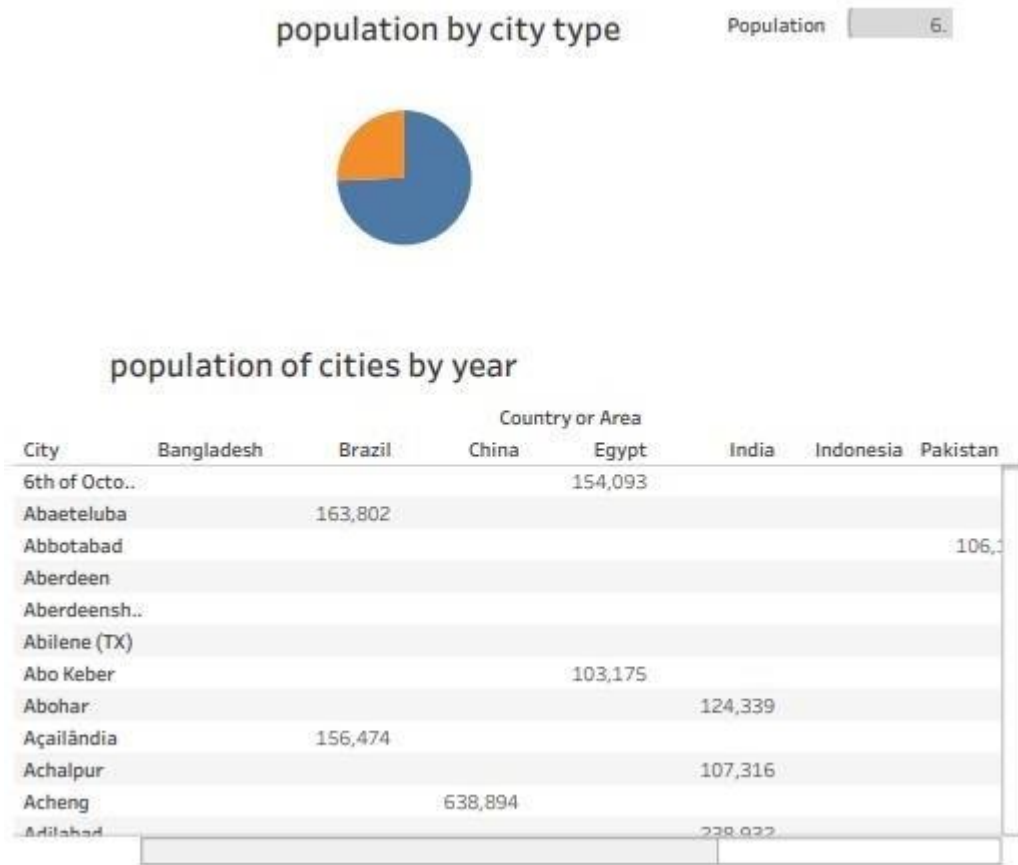 population by city type
Population 6.
population of cities by year
Country or Area
City Bangladesh Brazil China Egypt India Indonesia Pakistan
6th of Octo.. 154,093
Abaeteluba 163,802
Abbotabad 106,
Aberdeen
Aberdeensh..
Abilene (TX)
Abo Keber 103,175
Abohar 124,339
Açailândia 156,474
Achalpur 107,316
Acheng 638,894
Adilabad